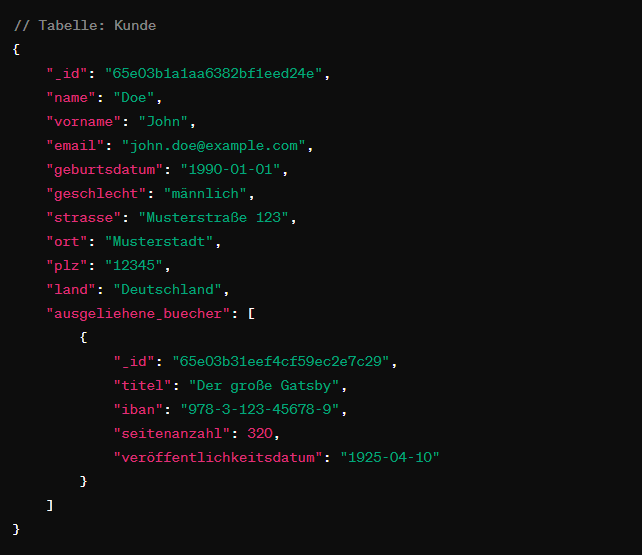 // Tabelle: Kunde
{
    "_id": "65e03b1a1aa6382bf1eed24e",
    "name": "Doe",
    "vorname": "John",
    "email": "john.doe@example.com",
    "geburtsdatum": "1990-01-01",
    "geschlecht": "männlich",
    "strasse": "Musterstraße 123",
    "ort": "Musterstadt",
    "plz": "12345",
    "land": "Deutschland",
    "ausgeliehene_buecher": [
        {
            "_id": "65e03b31eef4cf59ec2e7c29",
            "titel": "Der große Gatsby",
            "iban": "978-3-123-45678-9",
            "seitenanzahl": 320,
            "veröffentlichkeitsdatum": "1925-04-10"
        }
    ]
}